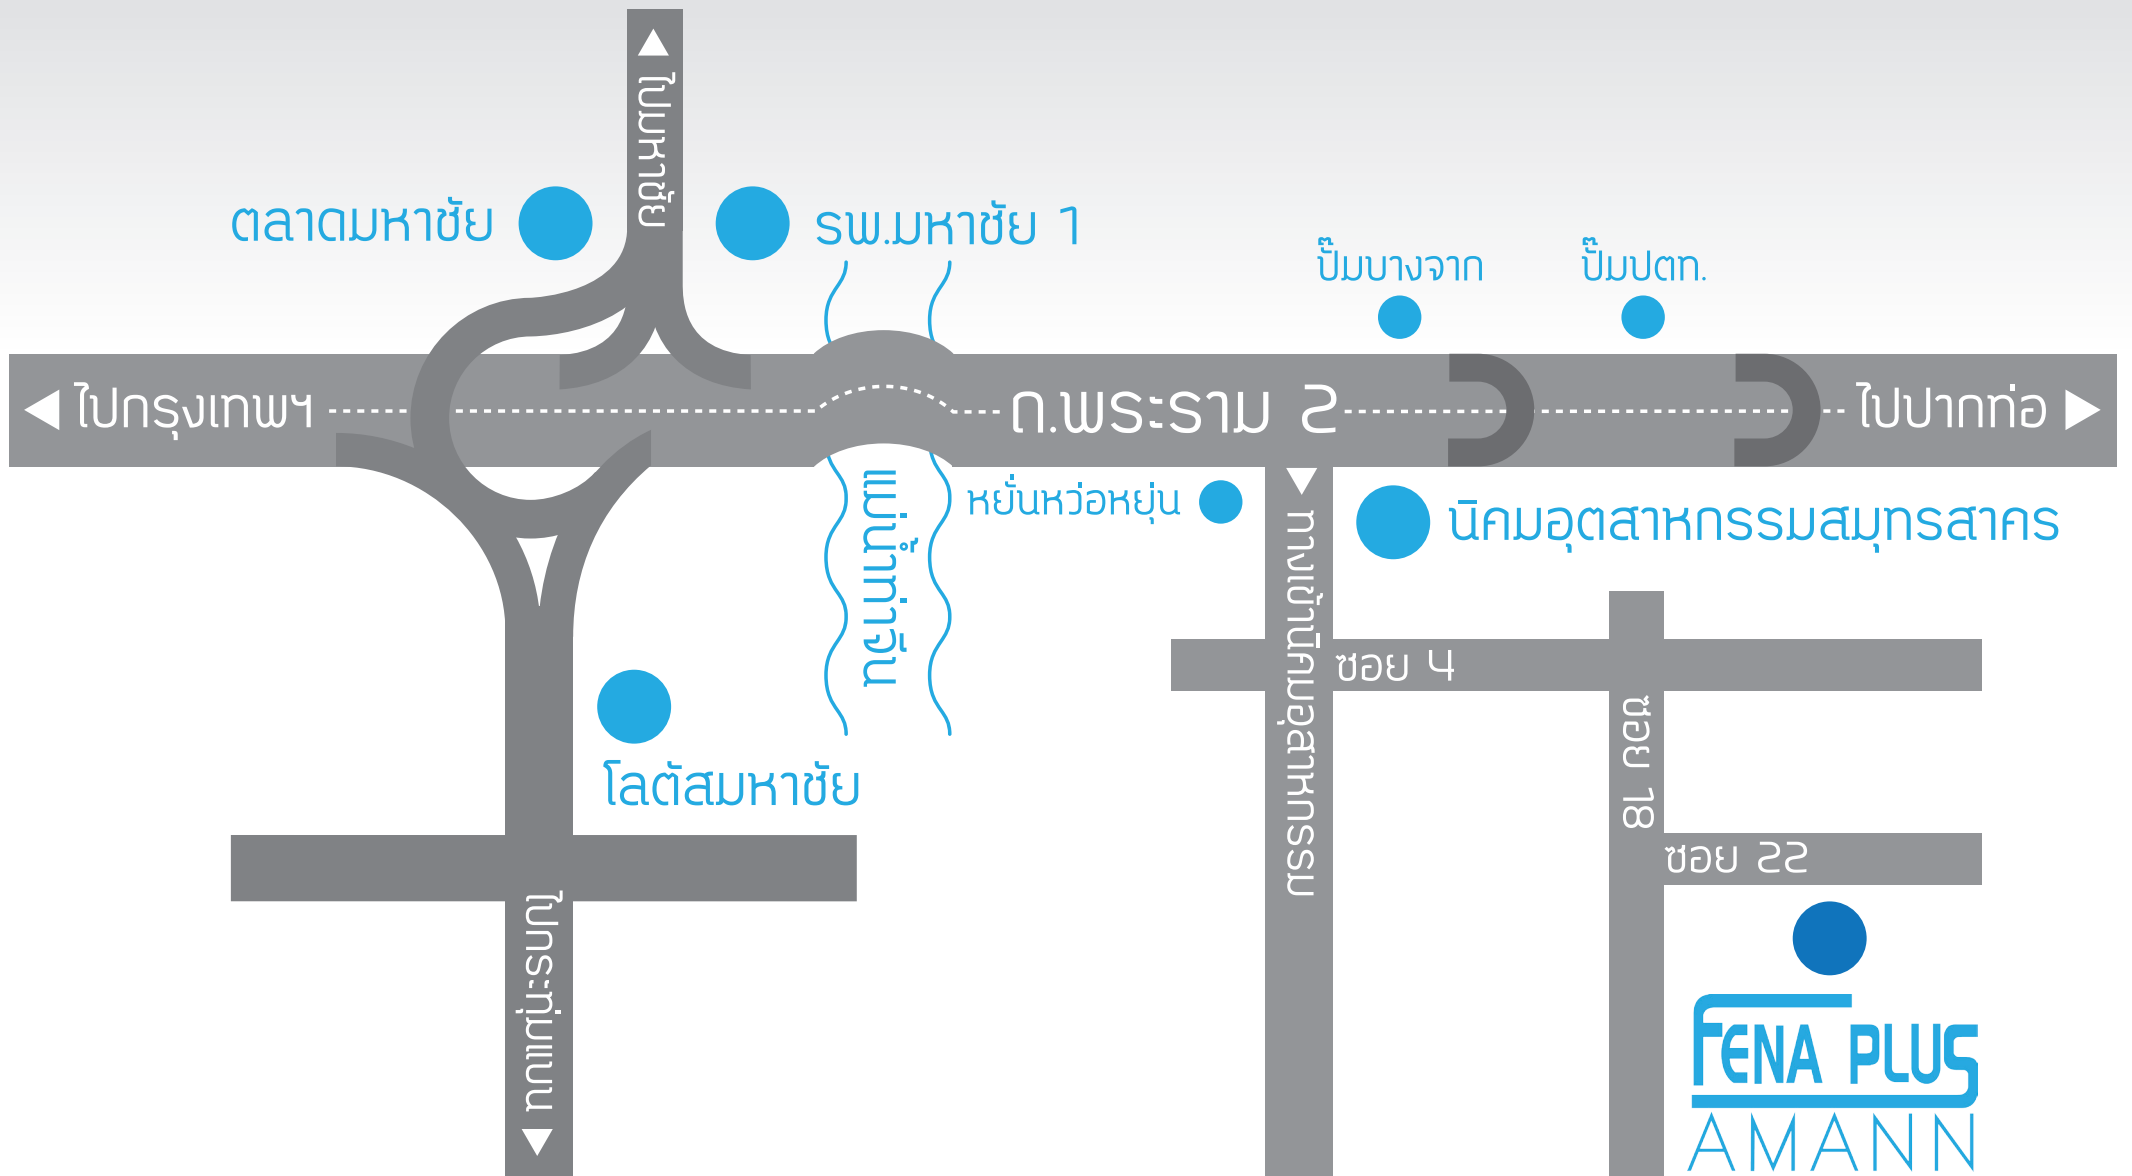 ไปมหาชัย
ตลาดมหาชัย
รพ.มหาชัย 1
ปั๊มบางจาก
ปั๊มปตท.
ไปกรุงเทพฯ
ถ.พระราม 2
ไปปากท่อ
แม่น้ำท่าจีน
หยั่นหว่อหยุ่น
นิคมอุตสาหกรรมสมุทรสาคร
ทางเข้านิคมอุสาหกรรม
ซอย 4
ซอย 18
โลตัสมหาชัย
ซอย 22
ไปกระทุ่มแบน
FENA PLUS
AMANN